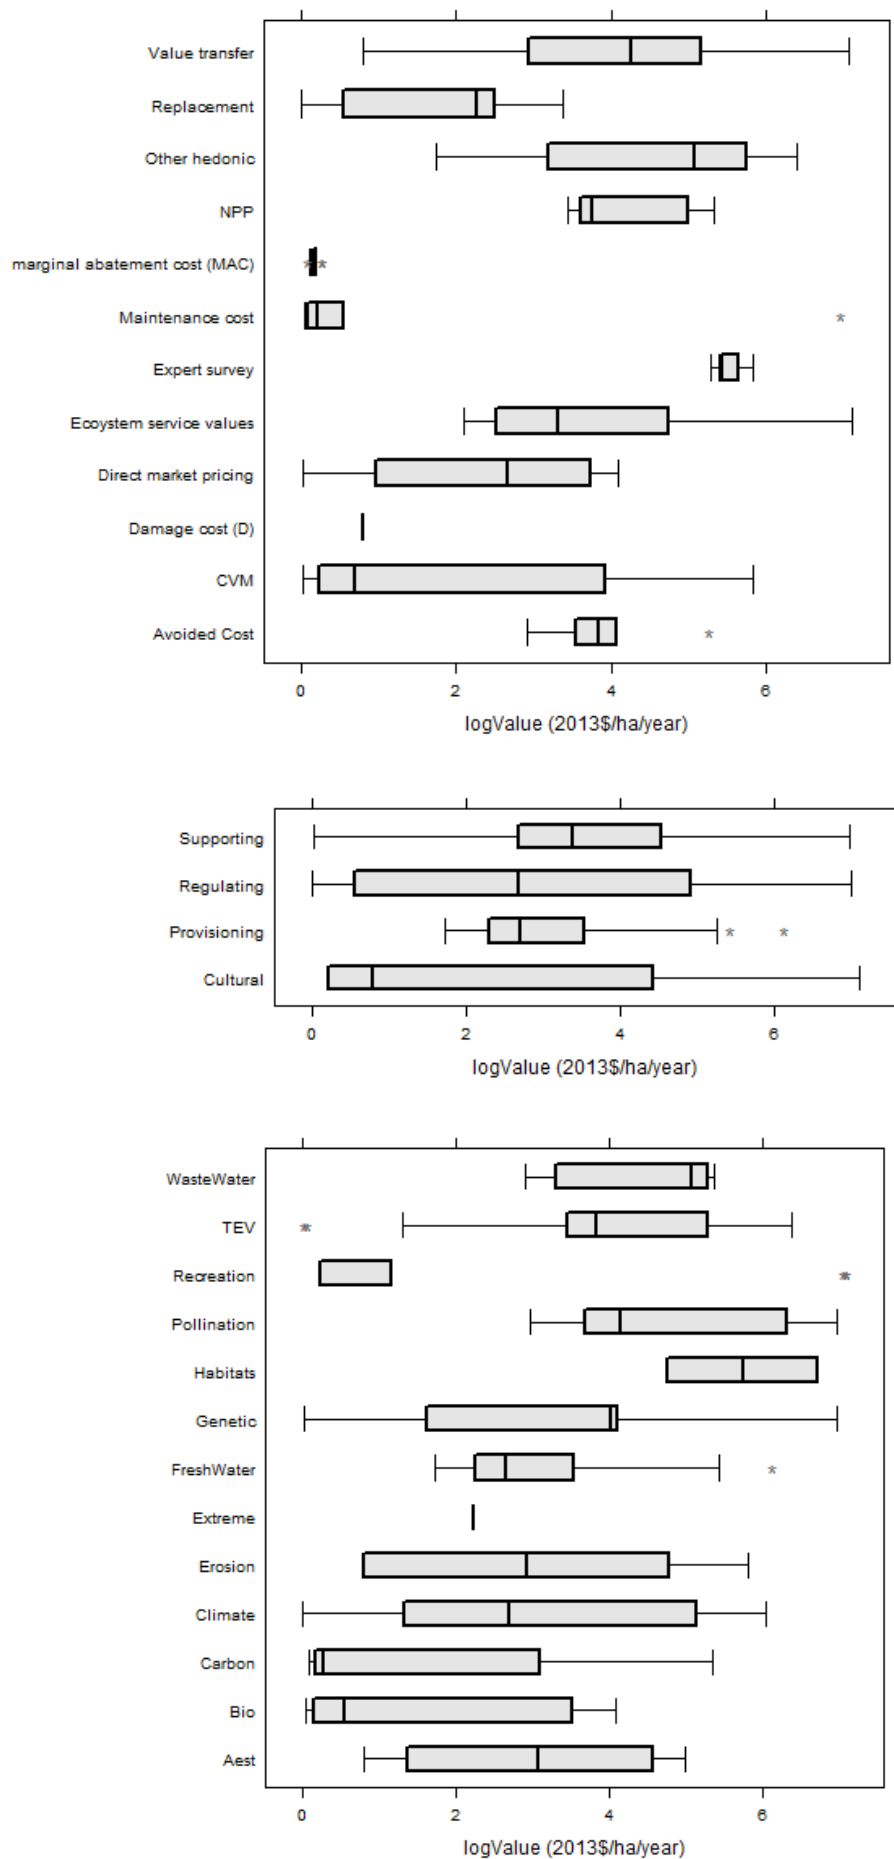 Value transfer
Replacement
Other hedonic
NPP
marginal abatement cost (MAC)
Maintenance cost
Expert survey
Ecoystem service values
Direct market pricing
Damage cost (D)
CVM
Avoided Cost
0 2 4 6
logValue (2013$/ha/year)
Supporting
Regulating
Provisioning
Cultural
0 2 4 6
logValue (2013$/ha/year)
WasteWater
TEV
Recreation
Pollination
Habitats
Genetic
FreshWater
Extreme
Erosion
Climate
Carbon
Bio
Aest
0 2 4 6
logValue (2013$/ha/year)